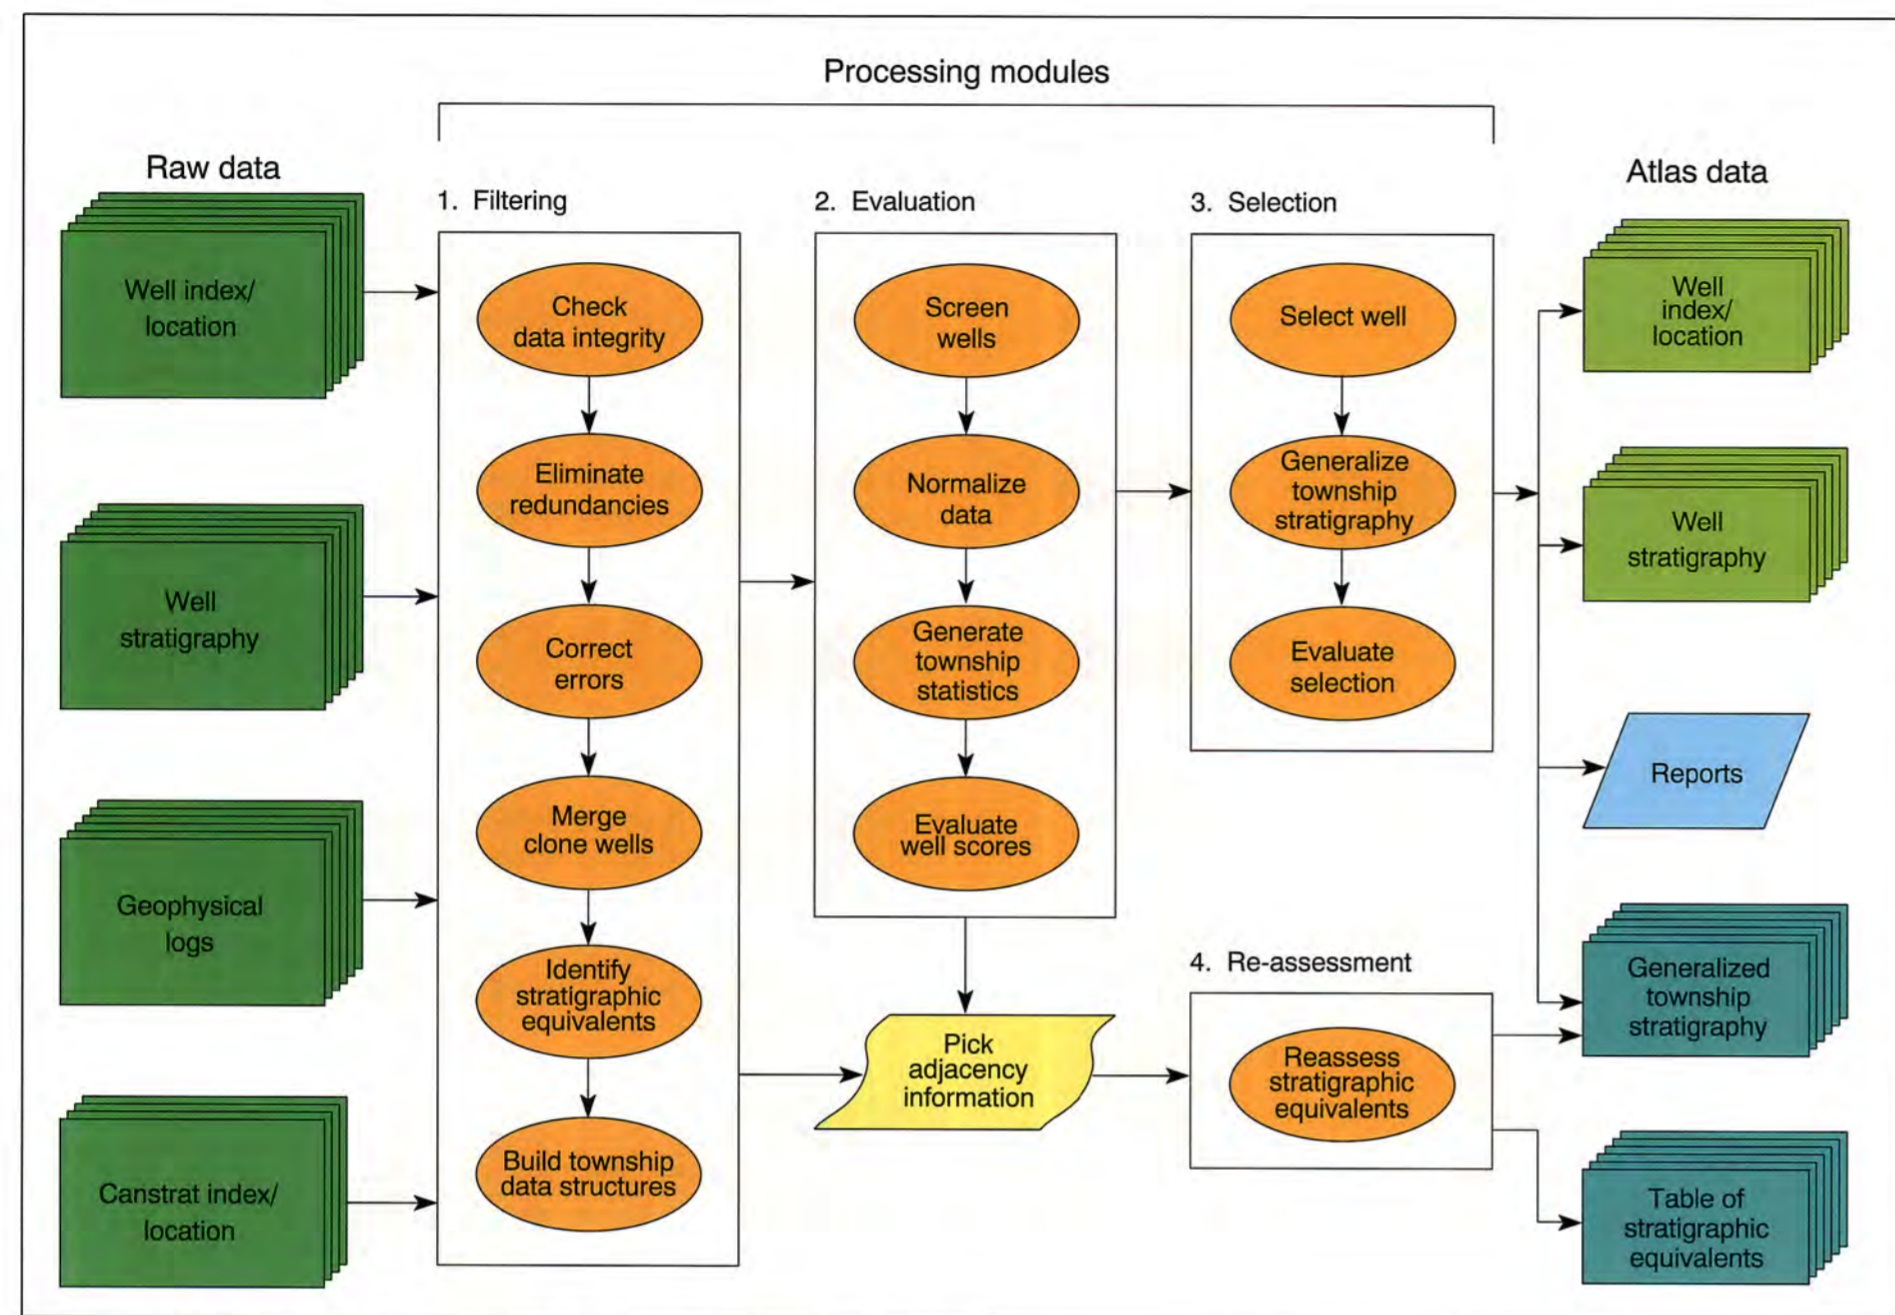 Processing modules
Raw data
Well index/
location
Well
stratigraphy
Geophysical
logs
Canstrat index/
location
1. Filtering
Check
data integrity
Eliminate
redundancies
Correct
errors
Merge
clone wells
Identify
stratigraphic
equivalents
Build township
data structures
2. Evaluation
Screen
wells
Normalize
data
Generate
township
statistics
Evaluate
well scores
Pick
adjacency
information
3. Selection
Select well
Generalize
township
stratigraphy
Evaluate
selection
4. Re-assessment
Reassess
stratigraphic
equivalents
Atlas data
Well
index/
location
Well
stratigraphy
Reports
Generalized
township
stratigraphy
Table of
stratigraphic
equivalents